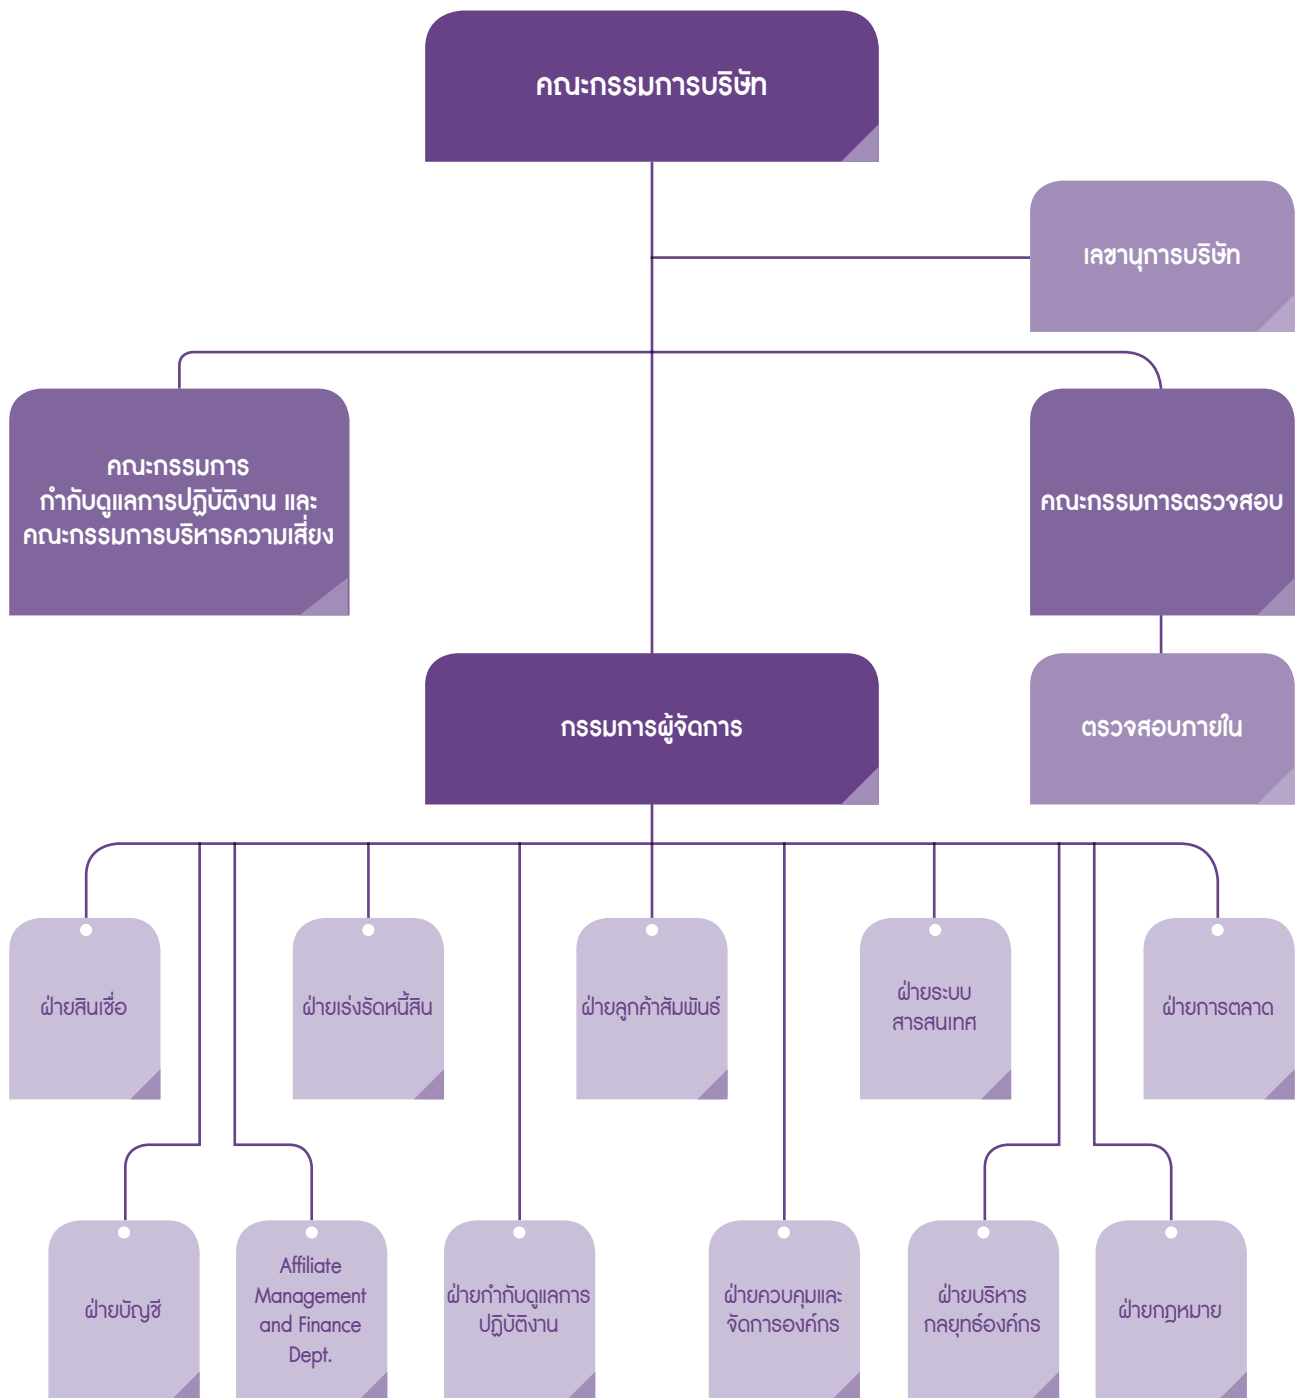 คณะกรรมการบริษัท
เลขานุการบริษัท
คณะกรรมการ
กำกับดูแลการปฏิบัติงาน และ
คณะกรรมการบริหารความเสี่ยง
คณะกรรมการตรวจสอบ
กรรมการผู้จัดการ
ตรวจสอบภายใน
ฝ่ายสินเชื่อ
ฝ่ายเร่งรัดหนี้สิน
ฝ่ายลูกค้าสัมพันธ์
ฝ่ายระบบ
สารสนเทศ
ฝ่ายการตลาด
ฝ่ายบัญชี
Affiliate
Management
and Finance
Dept.
ฝ่ายกำกับดูแลการ
ปฏิบัติงาน
ฝ่ายควบคุมและ
จัดการองค์กร
ฝ่ายบริหาร
กลยุทธ์องค์กร
ฝ่ายกฎหมาย